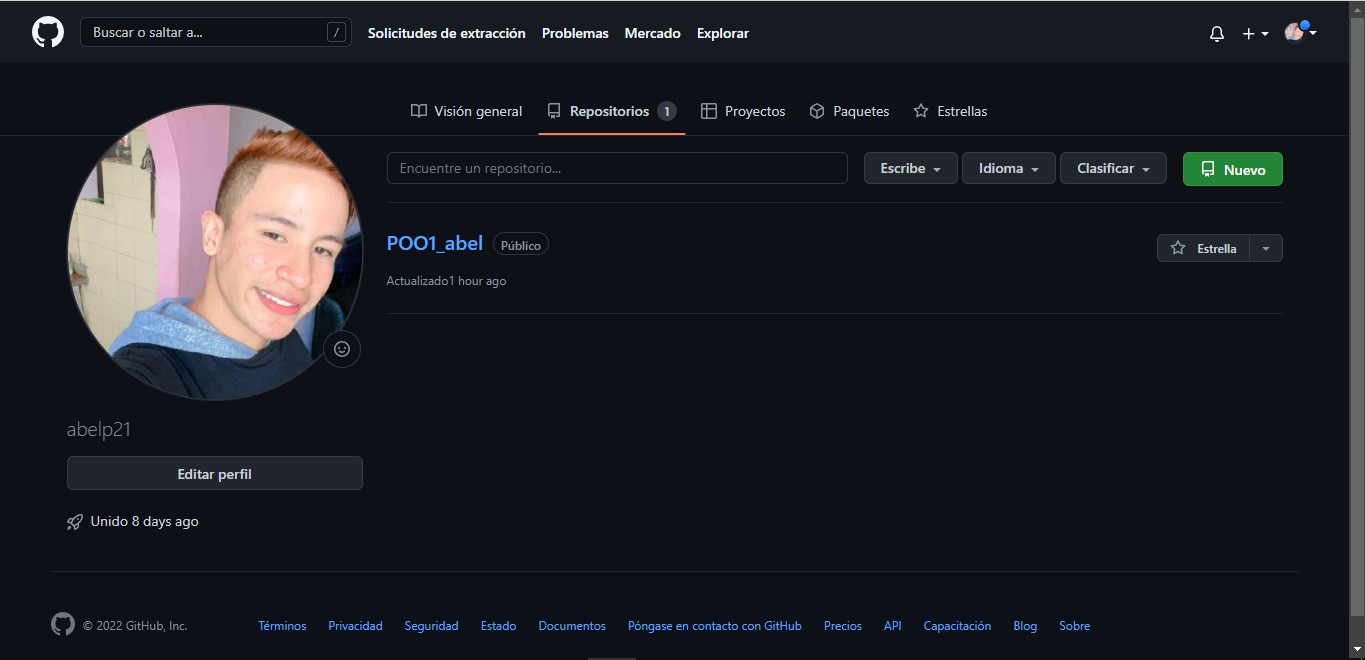 Buscar o saltar a... /
Solicitudes de extracción Problemas Mercado Explorar
Visión general Repositorios 1 Proyectos Paquetes Estrellas
Encuentre un repositorio... Escribe Idioma Clasificar Nuevo
POO1_abel Público Estrella
Actualizado1 hour ago
abelp21
Editar perfil
Unido 8 days ago
© 2022 GitHub, Inc. Términos Privacidad Seguridad Estado Documentos Póngase en contacto con GitHub Precios API Capacitación Blog Sobre